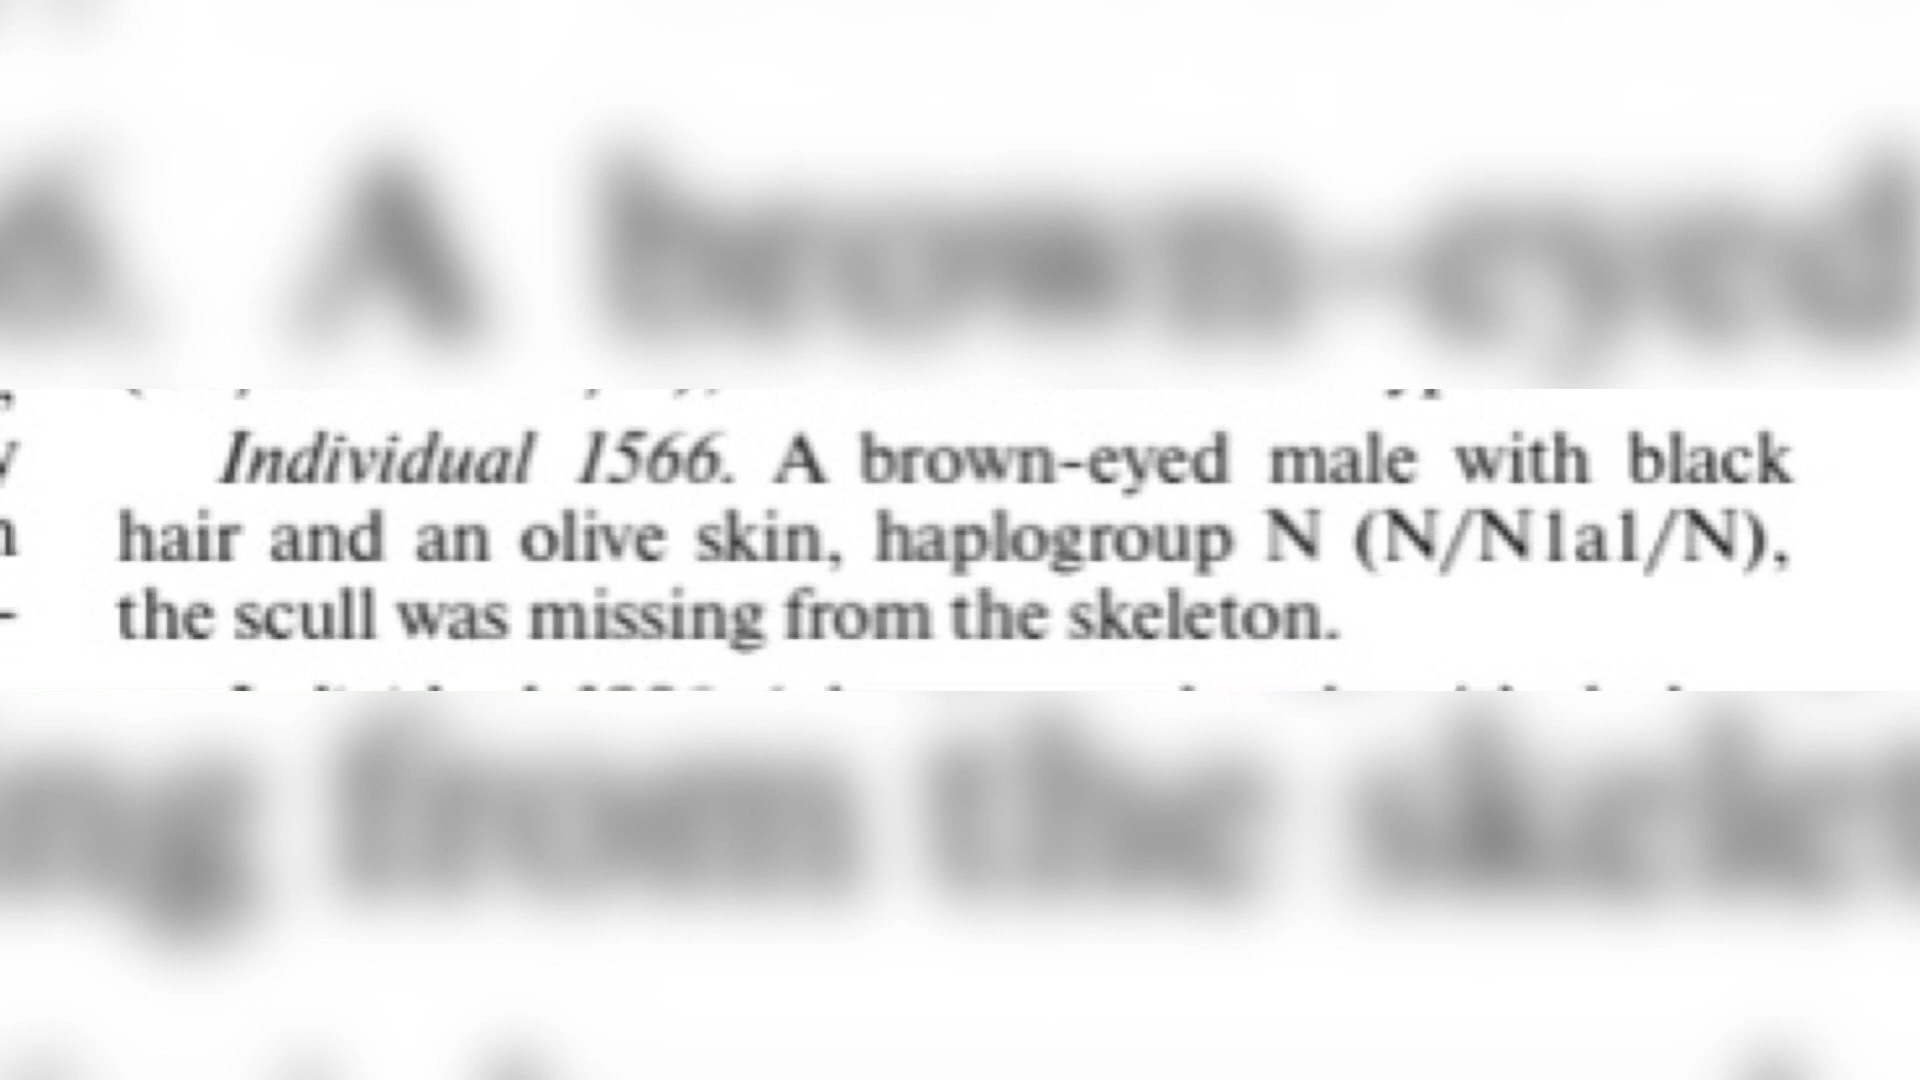 Individual 1566. A brown-eyed male with black
hair and an olive skin, haplogroup N (N/N1a1/N),
the scull was missing from the skeleton.